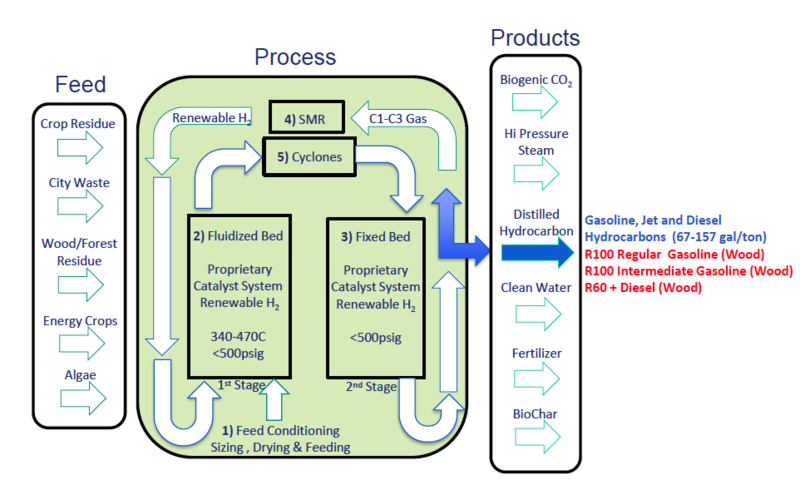 Feed
Crop Residue
City Waste
Wood/Forest
Residue
Energy Crops
Algae
Process
Renewable H2
4) SMR
C1-C3 Gas
5) Cyclones
2) Fluidized Bed
Proprietary
Catalyst System
Renewable H2
340-470C
<500psig
1st Stage
3) Fixed Bed
Proprietary
Catalyst System
Renewable H2
<500psig
2nd Stage
1) Feed Conditioning
Sizing , Drying & Feeding
Products
Biogenic CO2
Hi Pressure
Steam
Distilled
Hydrocarbon
Clean Water
Fertilizer
BioChar
Gasoline, Jet and Diesel
Hydrocarbons (67-157 gal/ton)
R100 Regular Gasoline (Wood)
R100 Intermediate Gasoline (Wood)
R60 + Diesel (Wood)